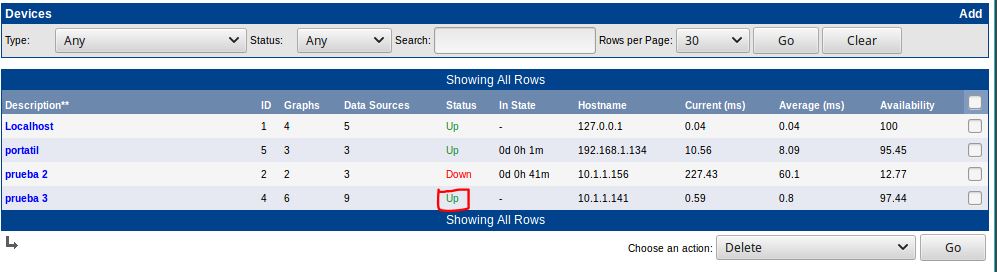 Devices Add
Type: Any Status: Any Search: Rows per Page: 30 Go Clear
Showing All Rows
Description** ID Graphs Data Sources Status In State Hostname Current (ms) Average (ms) Availability
Localhost 1 4 5 Up - 127.0.0.1 0.04 0.04 100
portatil 5 3 3 Up 0d 0h 1m 192.168.1.134 10.56 8.09 95.45
prueba 2 2 2 3 Down 0d 0h 41m 10.1.1.156 227.43 60.1 12.77
prueba 3 4 6 9 Up - 10.1.1.141 0.59 0.8 97.44
Showing All Rows
Choose an action: Delete Go